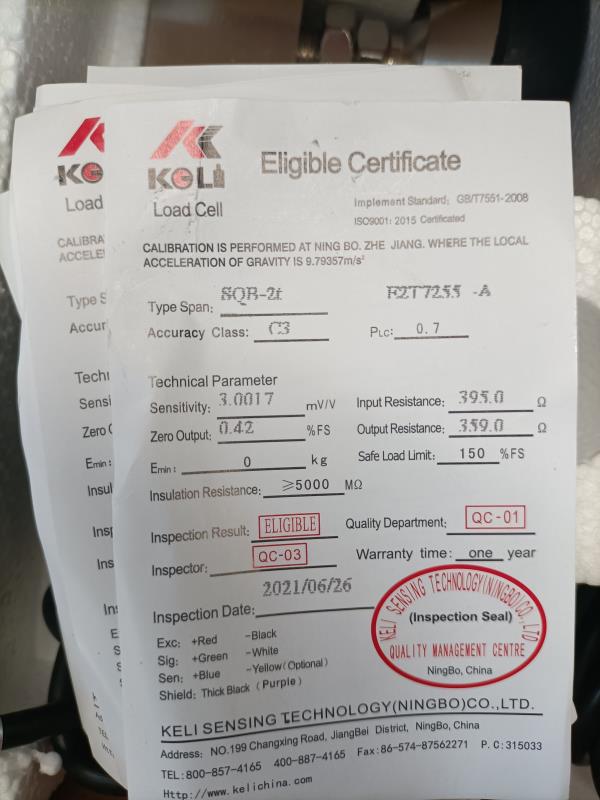 KELI
Eligible Certificate
Load Cell
Implement Standard: GB/T7551-2008
ISO9001: 2015 Certificated
CALIBRATION IS PERFORMED AT NING BO. ZHE JIANG. WHERE THE LOCAL
ACCELERATION OF GRAVITY IS 9.79357m/s²
Type Span: SQB-2t E2T7255 -A
Accuracy Class: C3 PLC: 0.7
Technical Parameter
Sensitivity: 3.0017 mV/V Input Resistance: 395.0 Ω
Zero Output: 0.42 %FS Output Resistance: 359.0 Ω
Emin: 0 kg Safe Load Limit: 150 %FS
Insulation Resistance: ≥5000 MΩ
Inspection Result: ELIGIBLE Quality Department: QC-01
Inspector: QC-03 Warranty time: one year
Inspection Date: 2021/06/26
KELI SENSING TECHNOLOGY(NINGBO)CO.,LTD
(Inspection Seal)
QUALITY MANAGEMENT CENTRE
NingBo, China
Exc: +Red -Black
Sig: +Green -White
Sen: +Blue -Yellow (Optional)
Shield: Thick Black (Purple)
KELI SENSING TECHNOLOGY(NINGBO)CO.,LTD.
Address: NO.199 Changxing Road, JiangBei District, NingBo, China
TEL:800-857-4165 400-887-4165 Fax:86-574-87562271 P. C:315033
Http://www.kelichina.com
KE
Load
CALIBRA
ACCELE
Type S
Accur
Techi
Sensi
Zero
Emin:
Insul
Insp
Ins